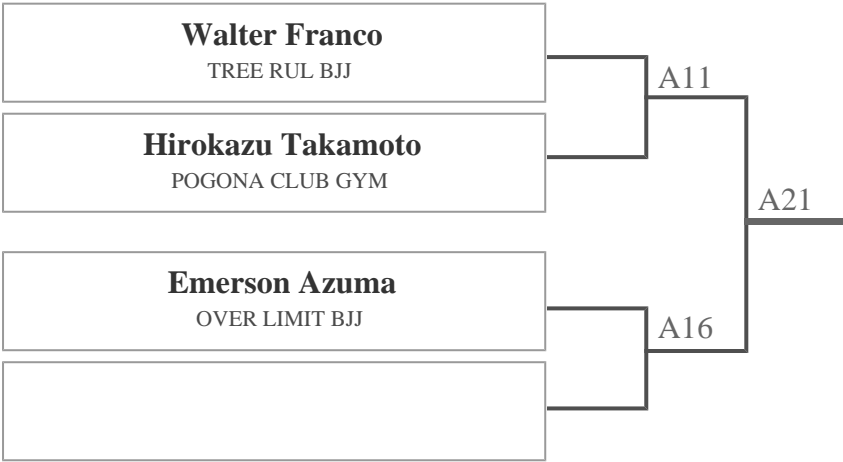 Walter Franco
TREE RUL BJJ
A11
Hirokazu Takamoto
POGONA CLUB GYM
A21
Emerson Azuma
OVER LIMIT BJJ
A16